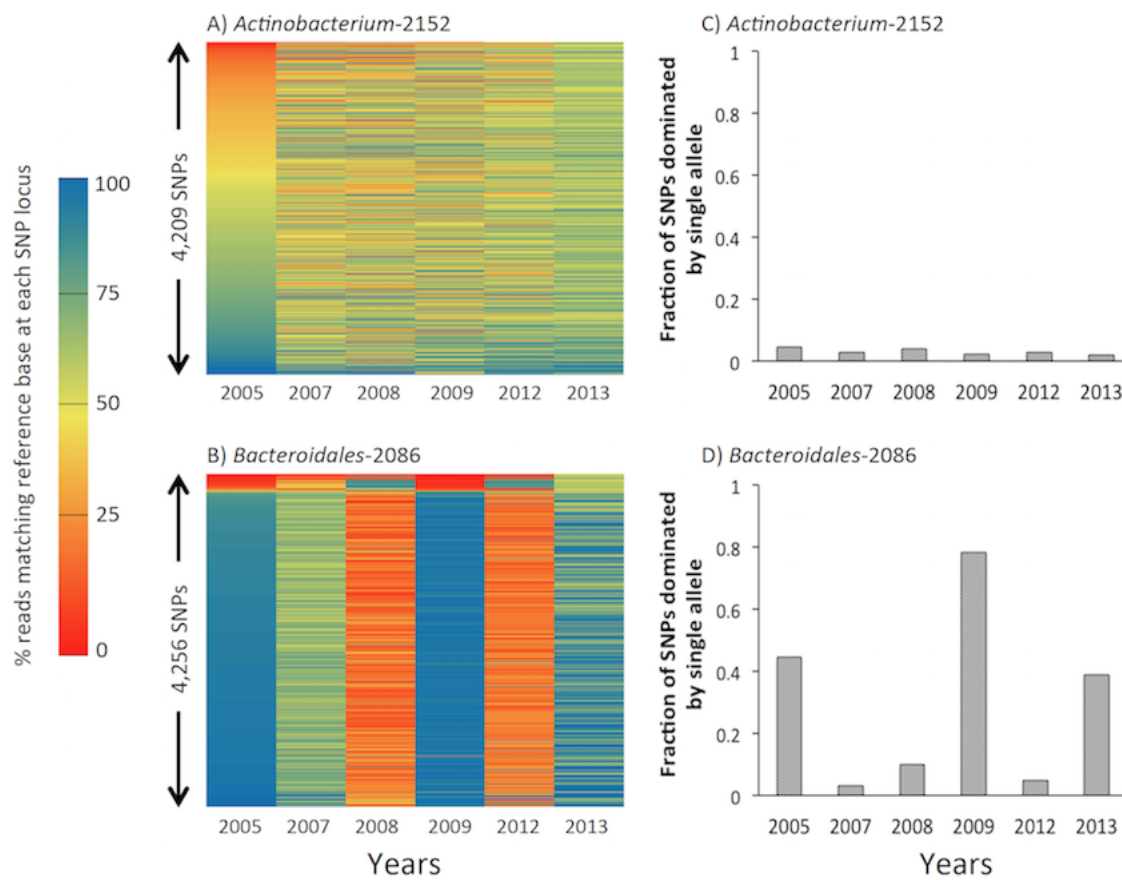 A) Actinobacterium-2152
4,209 SNPs
2005 2007 2008 2009 2012 2013
% reads matching reference base at each SNP locus
100
75
50
25
0
B) Bacteroidales-2086
4,256 SNPs
2005 2007 2008 2009 2012 2013
Years
C) Actinobacterium-2152
Fraction of SNPs dominated
by single allele
1
0.8
0.6
0.4
0.2
0
2005 2007 2008 2009 2012 2013
D) Bacteroidales-2086
Fraction of SNPs dominated
by single allele
1
0.8
0.6
0.4
0.2
0
2005 2007 2008 2009 2012 2013
Years